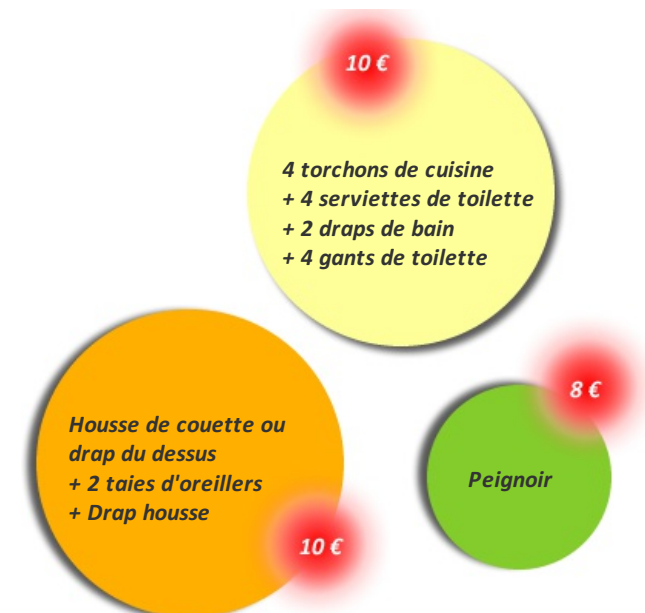 10 €
4 torchons de cuisine
+ 4 serviettes de toilette
+ 2 draps de bain
+ 4 gants de toilette
Housse de couette ou
drap du dessus
+ 2 taies d'oreillers
+ Drap housse
10 €
8 €
Peignoir